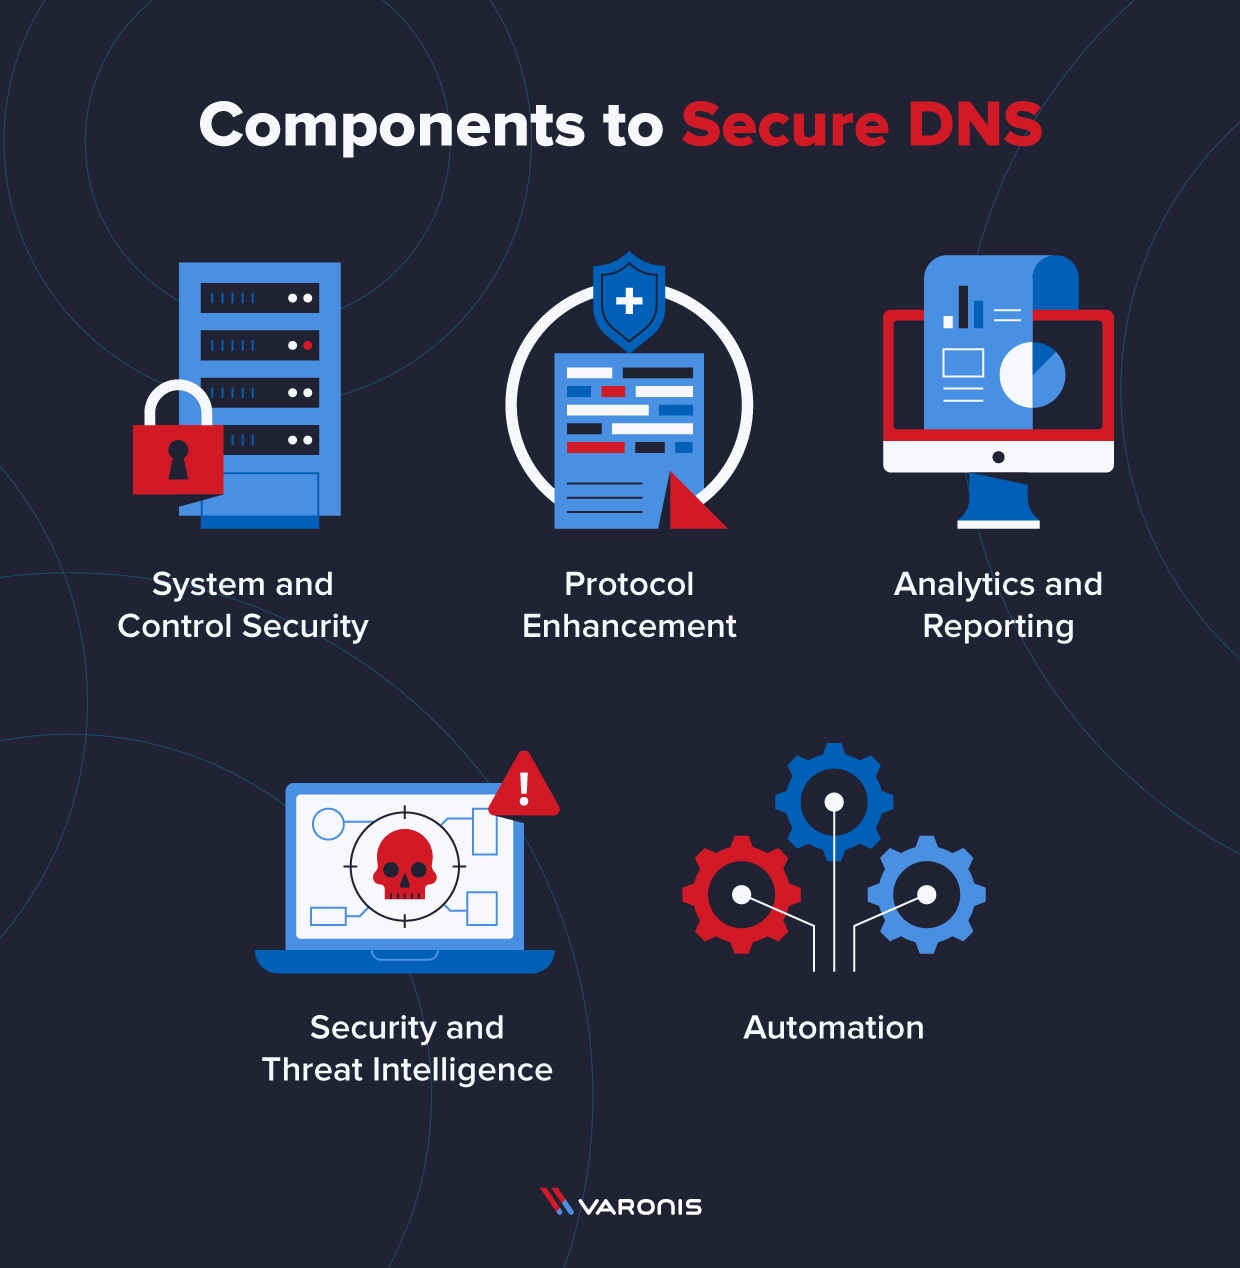 Components to Secure DNS
System and
Control Security
Protocol
Enhancement
Analytics and
Reporting
!
Security and
Threat Intelligence
Automation
VARONIS